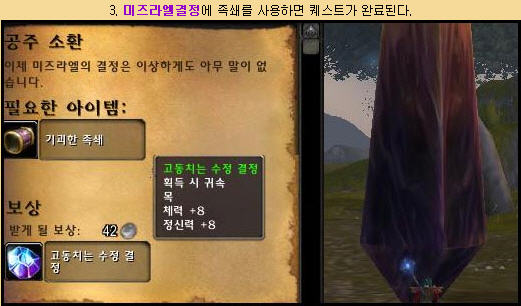 3. 미즈라엘결정에 족쇄를 사용하면 퀘스트가 완료된다.
공주 소환
이제 미즈라엘의 결정은 이상하게도 아무 말이 없
습니다.
필요한 아이템:
기괴한 족쇄
고동치는 수정 결정
획득 시 귀속
목
체력 +8
정신력 +8
보상
받게 될 보상: 42
고동치는 수정 결
정